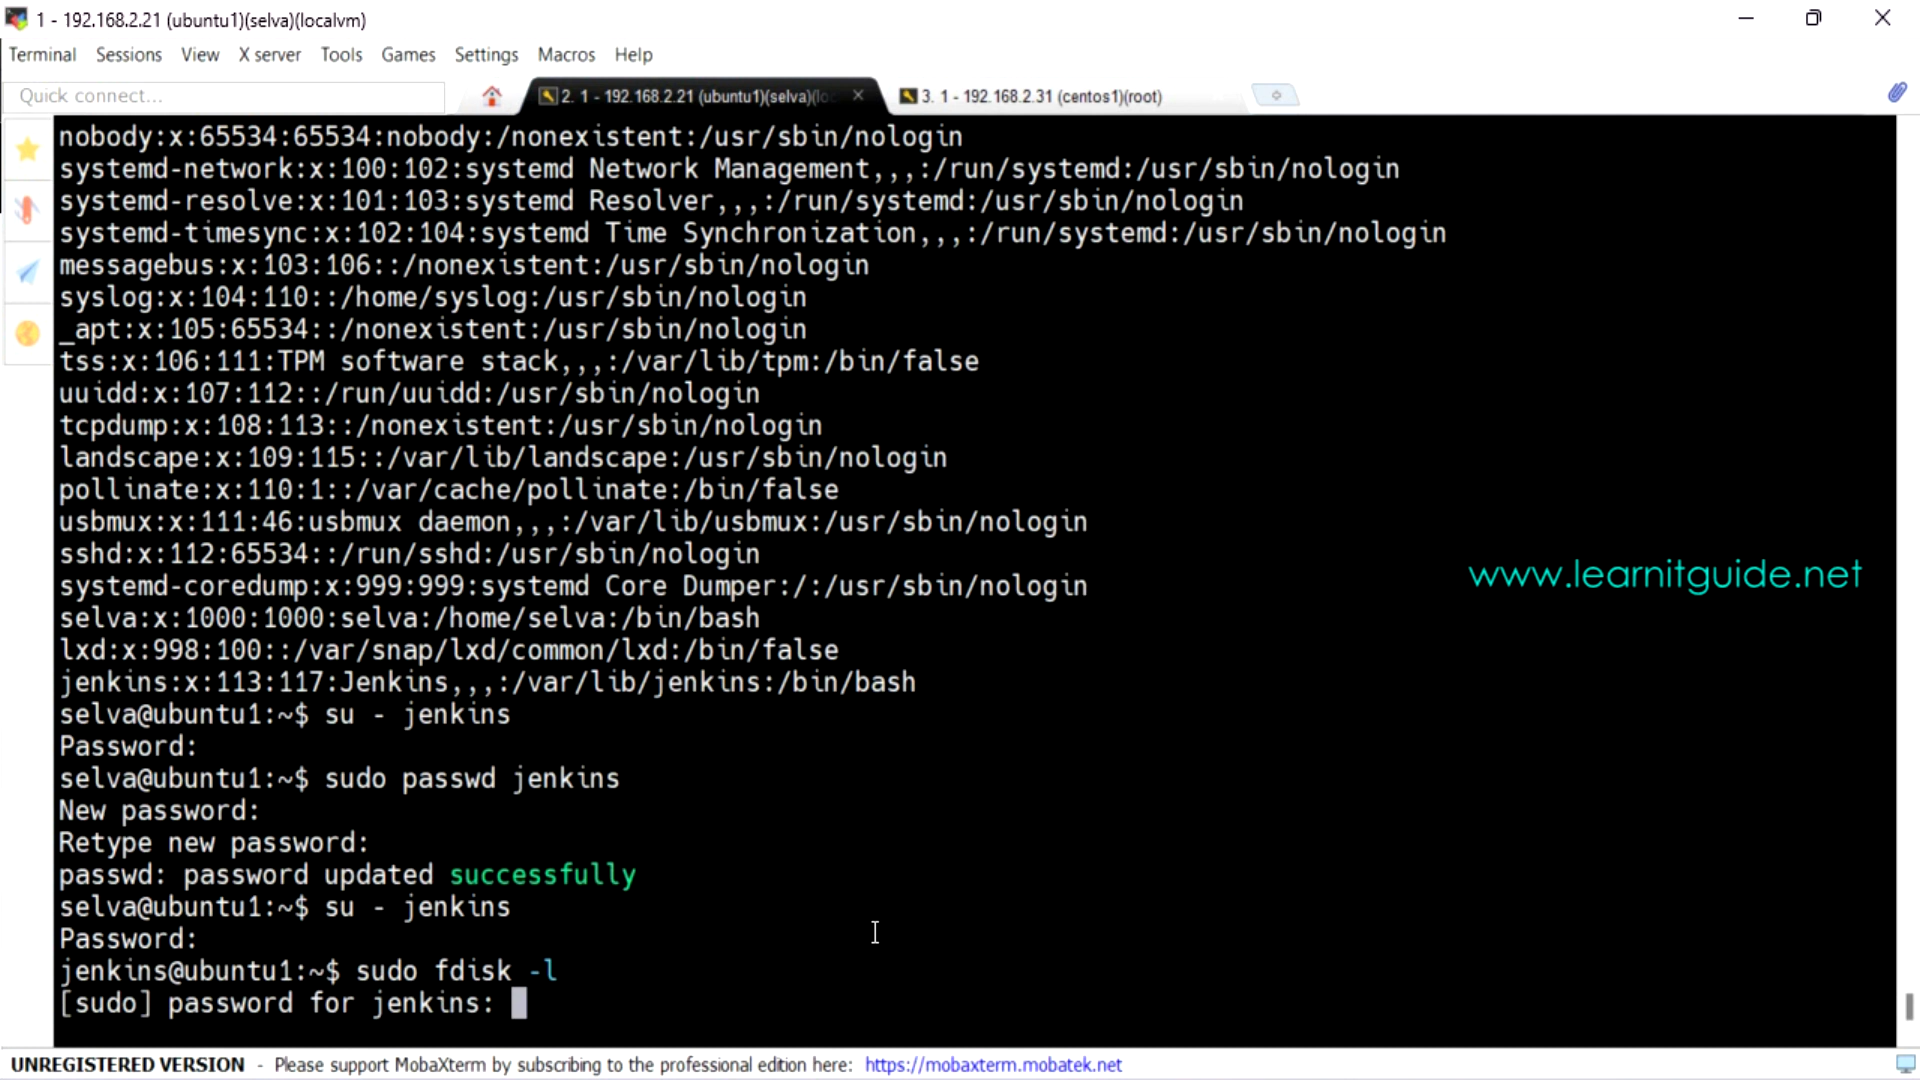 1 - 192.168.2.21 (ubuntu1)(selva)(localvm)
Terminal Sessions View X server Tools Games Settings Macros Help
Quick connect... 2. 1 - 192.168.2.21 (ubuntu1)(selva)(lo 3. 1 - 192.168.2.31 (centos1)(root)
nobody:x:65534:65534:nobody:/nonexistent:/usr/sbin/nologin
systemd-network:x:100:102:systemd Network Management,,,:/run/systemd:/usr/sbin/nologin
systemd-resolve:x:101:103:systemd Resolver,,,:/run/systemd:/usr/sbin/nologin
systemd-timesync:x:102:104:systemd Time Synchronization,,,:/run/systemd:/usr/sbin/nologin
messagebus:x:103:106::/nonexistent:/usr/sbin/nologin
syslog:x:104:110::/home/syslog:/usr/sbin/nologin
_apt:x:105:65534::/nonexistent:/usr/sbin/nologin
tss:x:106:111:TPM software stack,,,:/var/lib/tpm:/bin/false
uuidd:x:107:112::/run/uuidd:/usr/sbin/nologin
tcpdump:x:108:113::/nonexistent:/usr/sbin/nologin
landscape:x:109:115::/var/lib/landscape:/usr/sbin/nologin
pollinate:x:110:1::/var/cache/pollinate:/bin/false
usbmux:x:111:46:usbmux daemon,,,:/var/lib/usbmux:/usr/sbin/nologin
sshd:x:112:65534::/run/sshd:/usr/sbin/nologin
www.learnitguide.net
systemd-coredump:x:999:999:systemd Core Dumper:/:/usr/sbin/nologin
selva:x:1000:1000:selva:/home/selva:/bin/bash
lxd:x:998:100::/var/snap/lxd/common/lxd:/bin/false
jenkins:x:113:117:Jenkins,,,:/var/lib/jenkins:/bin/bash
selva@ubuntu1:~$ su - jenkins
Password:
selva@ubuntu1:~$ sudo passwd jenkins
New password:
Retype new password:
passwd: password updated successfully
selva@ubuntu1:~$ su - jenkins
Password:
jenkins@ubuntu1:~$ sudo fdisk -l
[sudo] password for jenkins:
UNREGISTERED VERSION - Please support MobaXterm by subscribing to the professional edition here: https://mobaxterm.mobatek.net